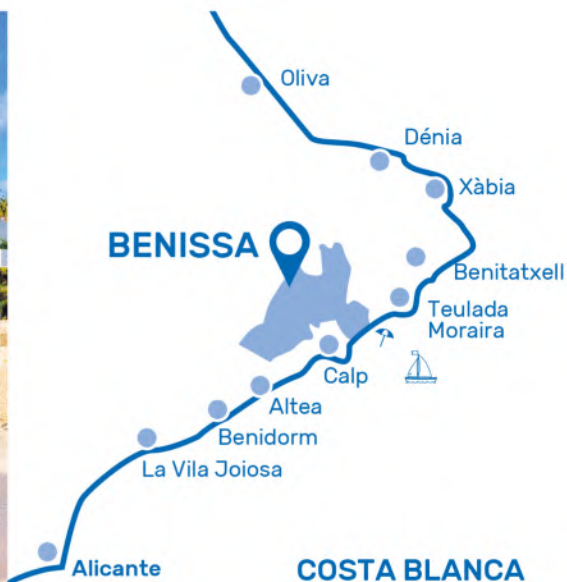 Oliva
Dénia
Xàbia
BENISSA
Benitatxell
Teulada
Moraira
Calp
Altea
Benidorm
La Vila Joiosa
Alicante
COSTA BLANCA